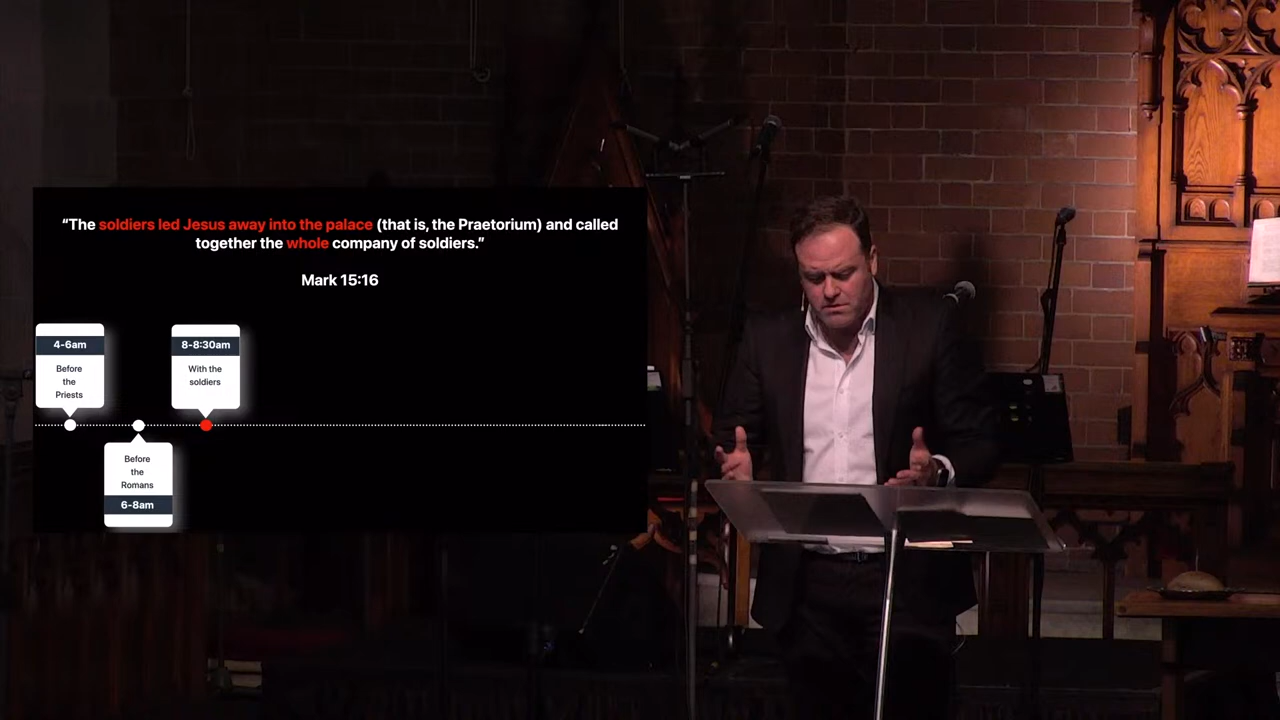 “The soldiers led Jesus away into the palace (that is, the Praetorium) and called
together the whole company of soldiers.”
Mark 15:16
4-6am
Before
the
Priests
8-8:30am
With the
soldiers
Before
the
Romans
6-8am